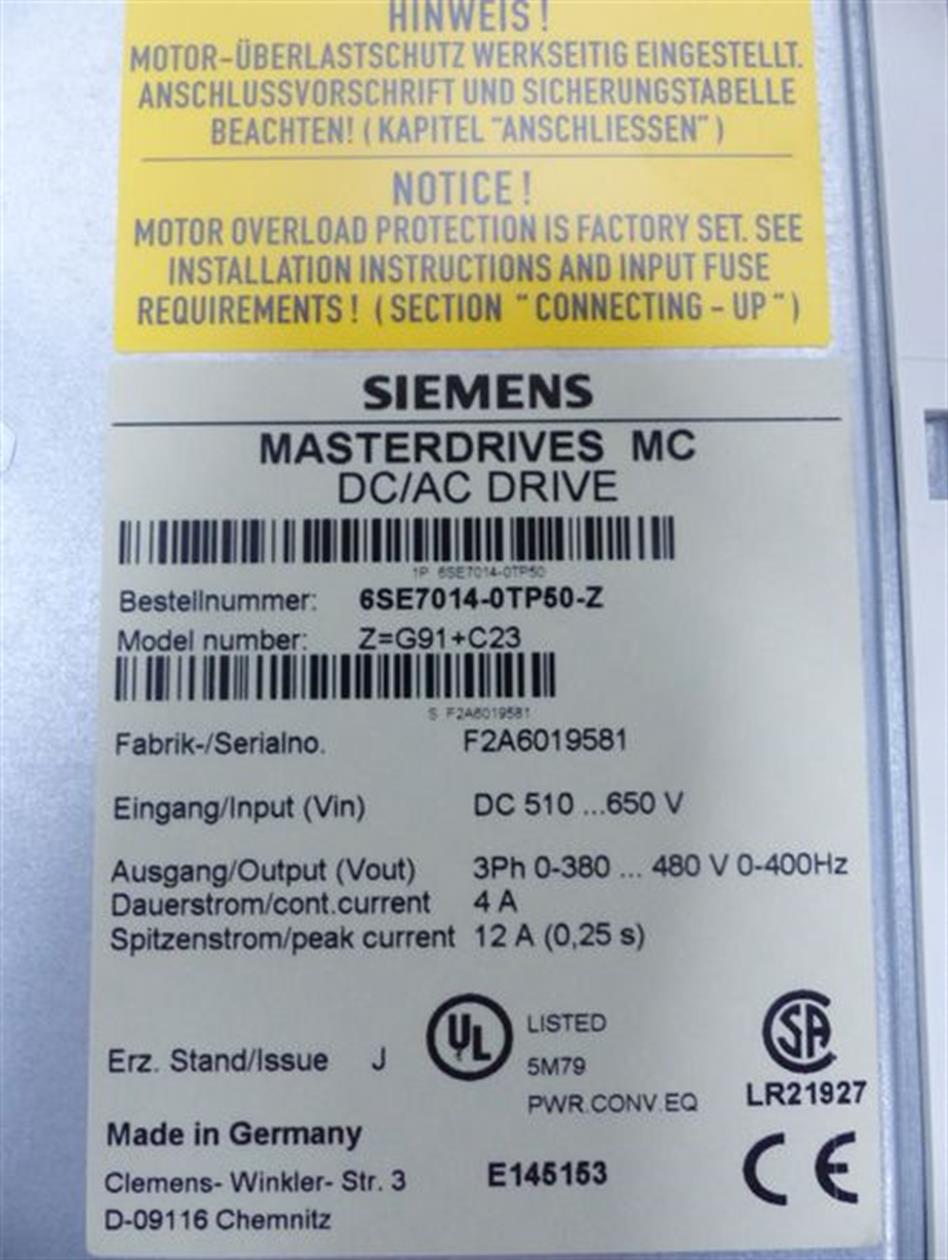 HINWEIS!
MOTOR-ÜBERLASTSCHUTZ WERKSEITIG EINGESTELLT.
ANSCHLUSSVORSCHRIFT UND SICHERUNGSTABELLE
BEACHTEN! (KAPITEL "ANSCHLIESSEN")
NOTICE!
MOTOR OVERLOAD PROTECTION IS FACTORY SET. SEE
INSTALLATION INSTRUCTIONS AND INPUT FUSE
REQUIREMENTS! (SECTION "CONNECTING - UP")
SIEMENS
MASTERDRIVES MC
DC/AC DRIVE
1P 6SE7014-0TP50
Bestellnummer: 6SE7014-0TP50-Z
Model number: Z=G91+C23
S F2A6019581
Fabrik-/Serialno. F2A6019581
Eingang/Input (Vin) DC 510 ...650 V
Ausgang/Output (Vout) 3Ph 0-380 ... 480 V 0-400Hz
Dauerstrom/cont.current 4 A
Spitzenstrom/peak current 12 A (0,25 s)
Erz. Stand/Issue J UL LISTED SA
5M79
PWR.CONV.EQ LR21927
Made in Germany
Clemens- Winkler- Str. 3 E145153 CE
D-09116 Chemnitz